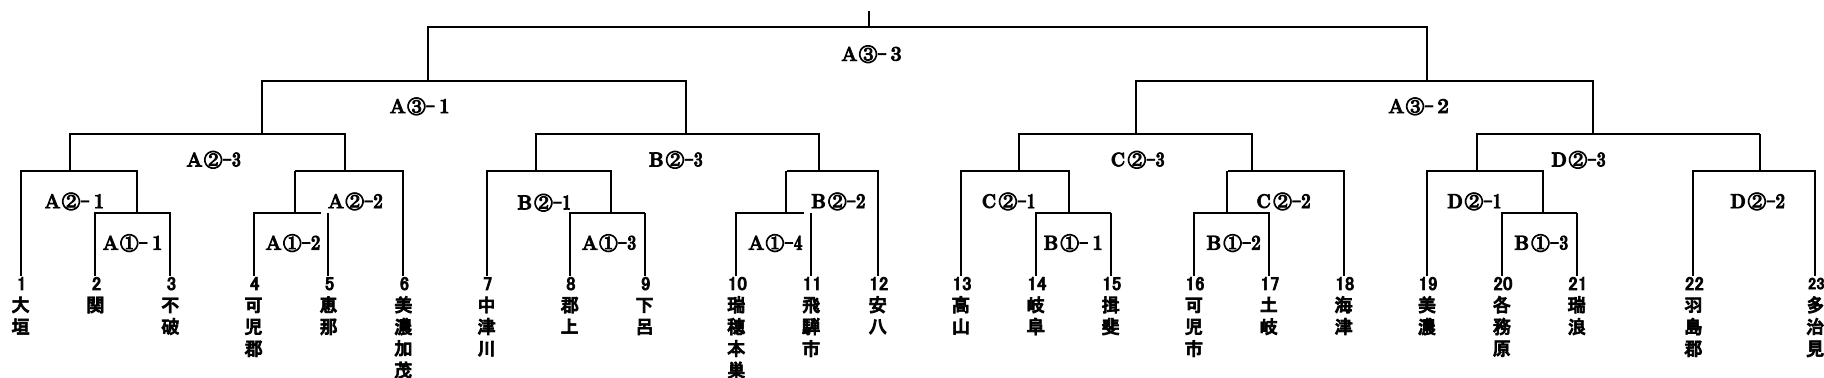 A③-3
A③-1
A③-2
A②-3
B②-3
C②-3
D②-3
A②-1
A②-2
B②-1
B②-2
C②-1
C②-2
D②-1
D②-2
A①-1
A①-2
A①-3
A①-4
B①-1
B①-2
B①-3
1 大垣
2 関
3 不破
4 可児郡
5 恵那
6 美濃加茂
7 中津川
8 郡上
9 下呂
10 瑞穂本巣
11 飛騨市
12 安八
13 高山
14 岐阜
15 揖斐
16 可児市
17 土岐
18 海津
19 美濃
20 各務原
21 瑞浪
22 羽島郡
23 多治見